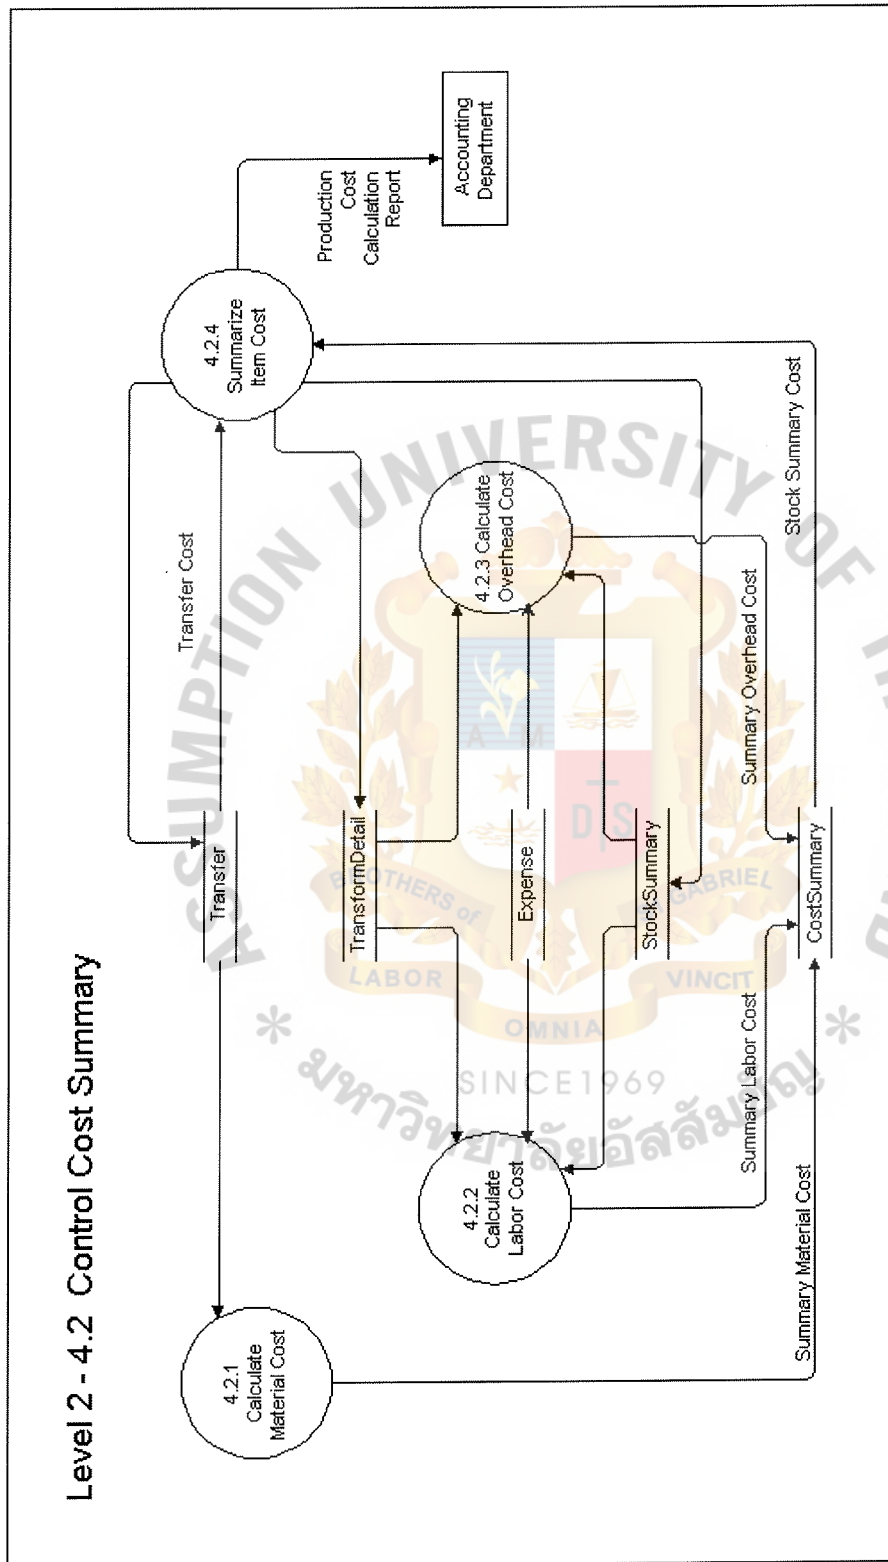 Level 2 - 4.2 Control Cost Summary
4.2.1
Calculate
Material Cost
Transfer
Transfer Cost
4.2.4
Summarize
Item Cost
Production
Cost
Calculation
Report
Accounting
Department
TransformDetail
4.2.2
Calculate
Labor Cost
Expense
4.2.3 Calculate
Overhead Cost
StockSummary
Summary Labor Cost
Summary Overhead Cost
Stock Summary Cost
Summary Material Cost
CostSummary
ASSUMPTION UNIVERSITY OF
A M
D S
BROTHERS of
ST GABRIEL
LABOR
OMNIA
VINCIT
SINCE1969
มหาวิทยาลัยอัสสัมชัญ